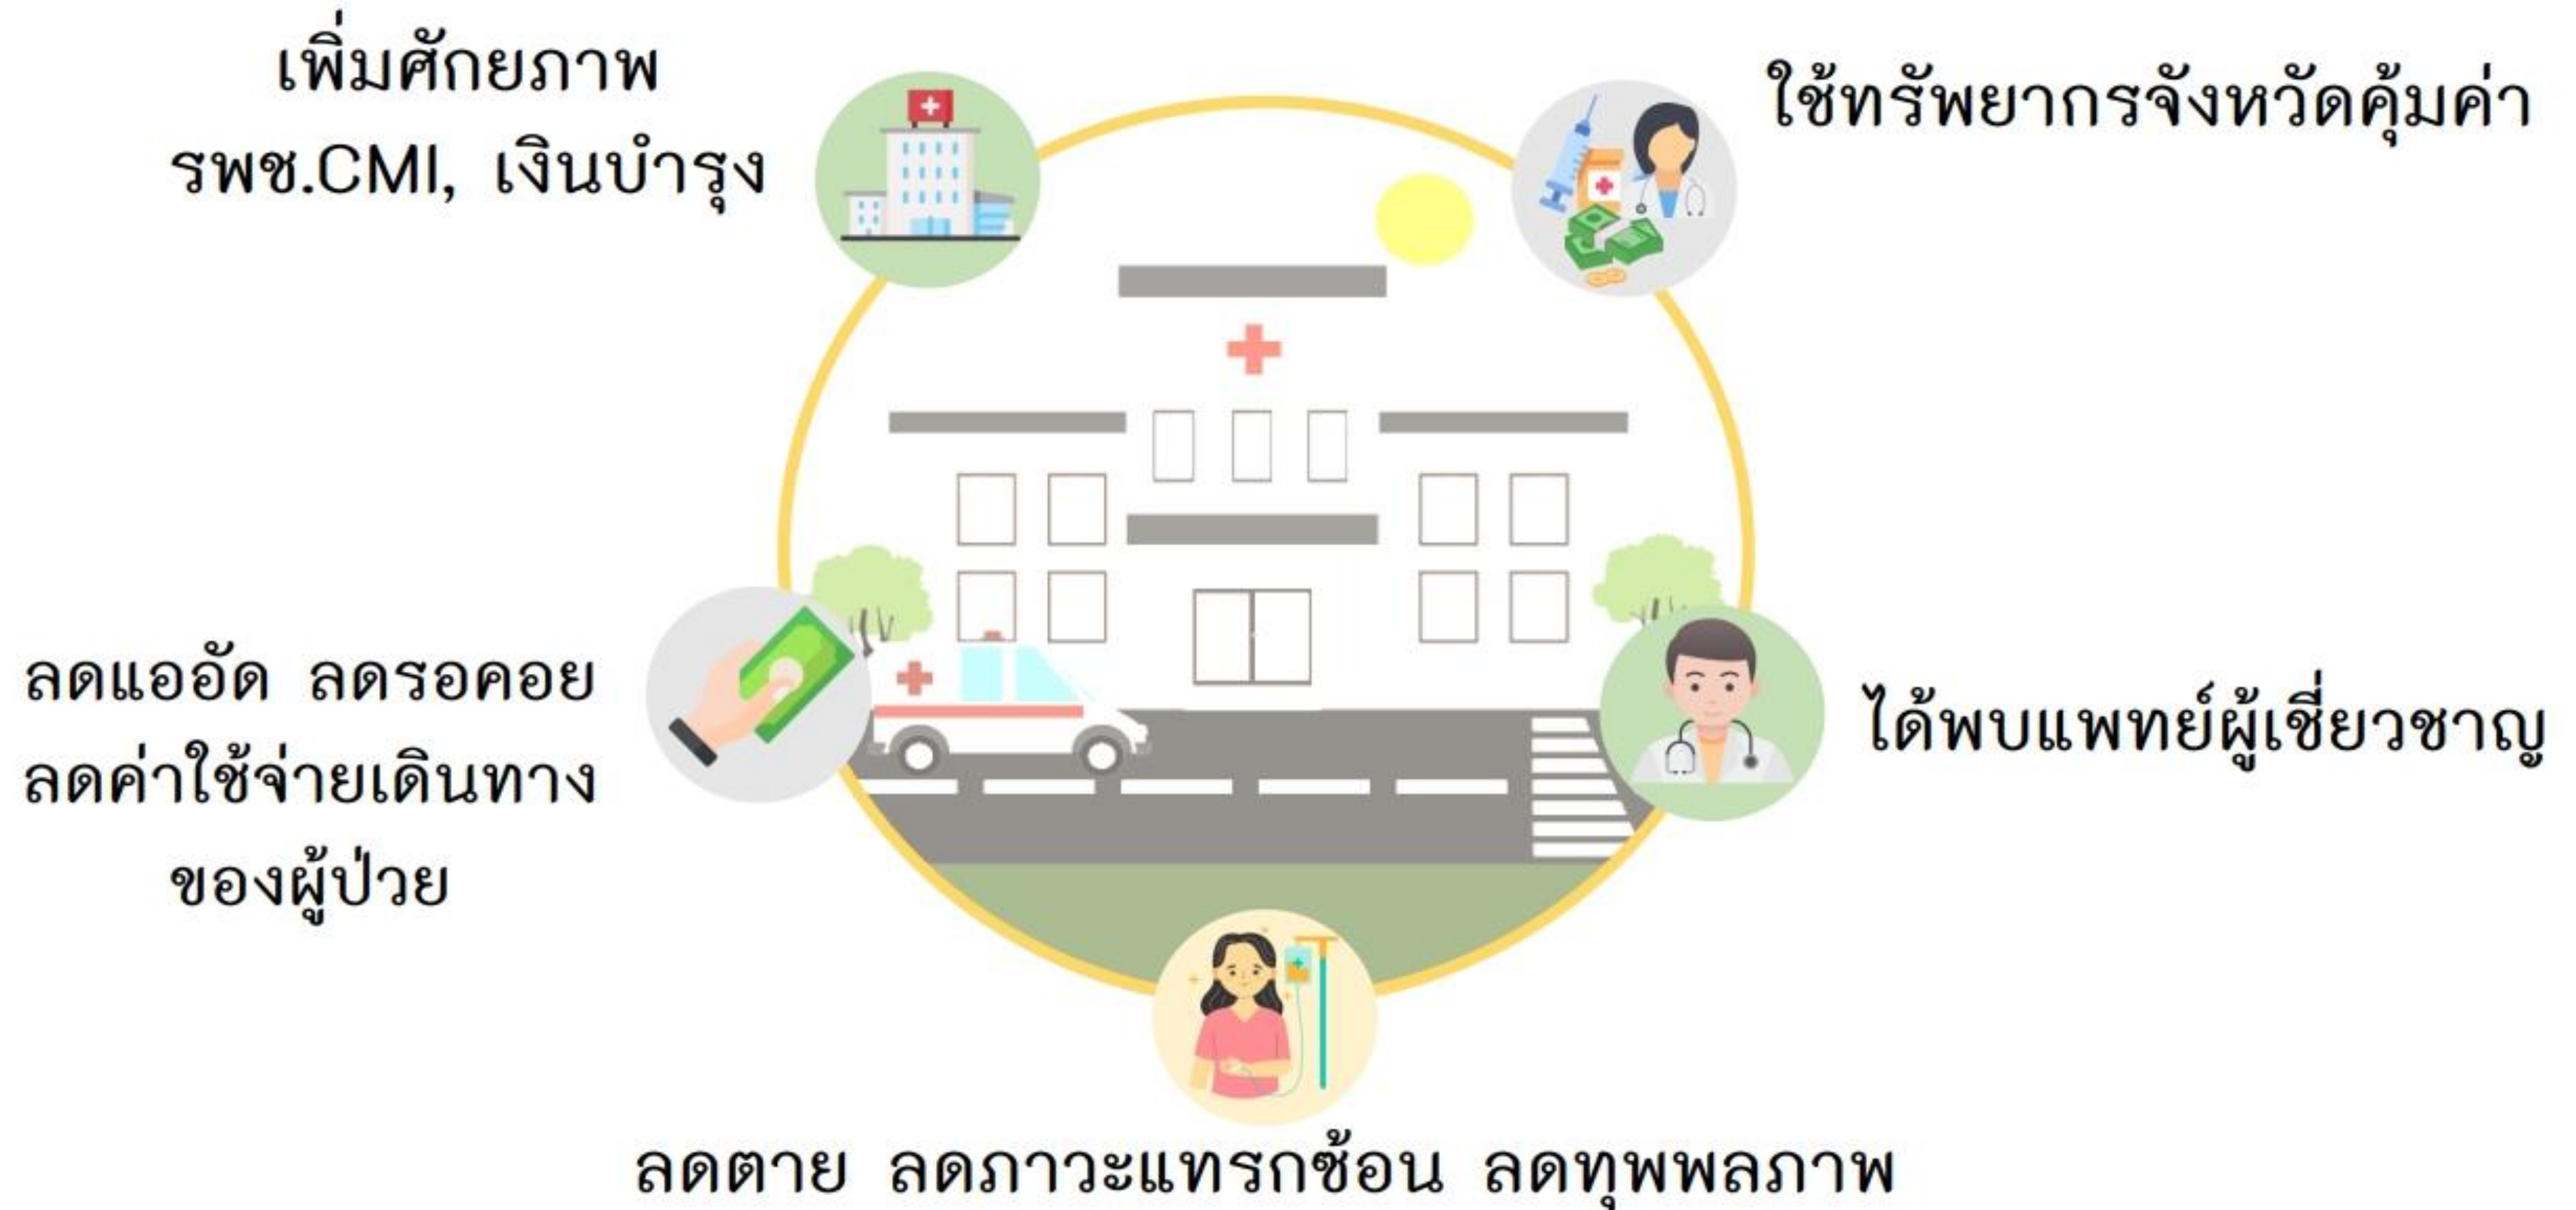 เพิ่มศักยภาพ
รพช.CMI, เงินบำรุง
ใช้ทรัพยากรจังหวัดคุ้มค่า
ลดแออัด ลดรอคอย
ลดค่าใช้จ่ายเดินทาง
ของผู้ป่วย
ได้พบแพทย์ผู้เชี่ยวชาญ
ลดตาย ลดภาวะแทรกซ้อน ลดทุพพลภาพ